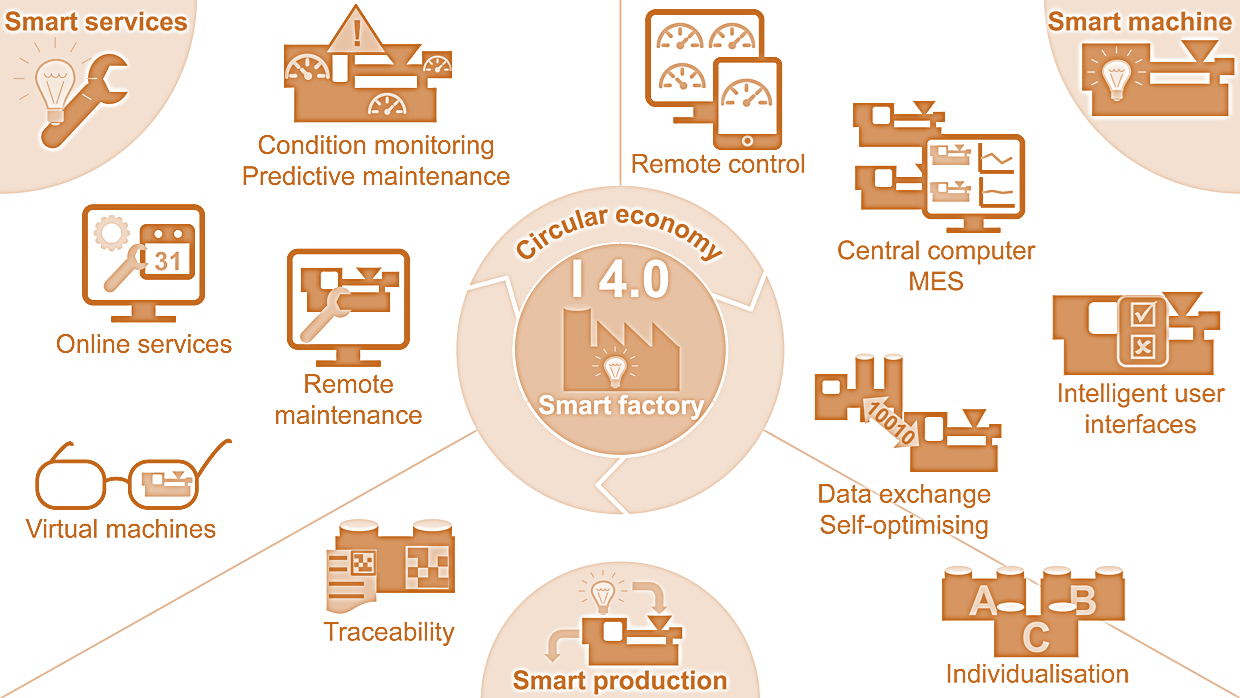 Smart services
Smart machine
Condition monitoring
Predictive maintenance
Remote control
Central computer
MES
31
Online services
Remote
maintenance
Circular economy
I 4.0
Smart factory
Intelligent user
interfaces
10010
Data exchange
Self-optimising
Virtual machines
Traceability
A
B
C
Individualisation
Smart production
!